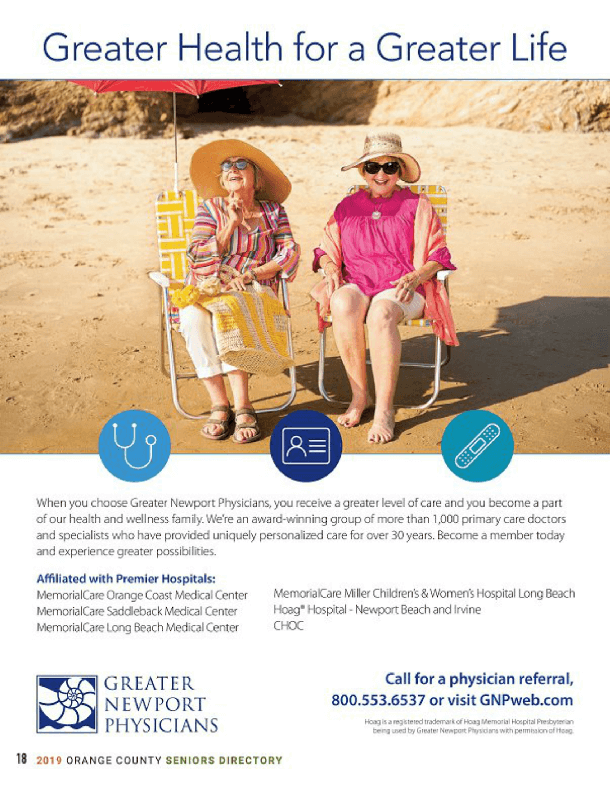 Greater Health for a Greater Life
When you choose Greater Newport Physicians, you receive a greater level of care and you become a part
of our health and wellness family. We're an award-winning group of more than 1,000 primary care doctors
and specialists who have provided uniquely personalized care for over 30 years. Become a member today
and experience greater possibilities.
Affiliated with Premier Hospitals:
MemorialCare Orange Coast Medical Center
MemorialCare Saddleback Medical Center
MemorialCare Long Beach Medical Center
MemorialCare Miller Children's & Women's Hospital Long Beach
Hoag® Hospital - Newport Beach and Irvine
CHOC
GREATER
NEWPORT
PHYSICIANS
Call for a physician referral,
800.553.6537 or visit GNPweb.com
Hoag is a registered trademark of Hoag Memorial Hospital Presbyterian
being used by Greater Newport Physicians with permission of Hoag.
18 2019 ORANGE COUNTY SENIORS DIRECTORY